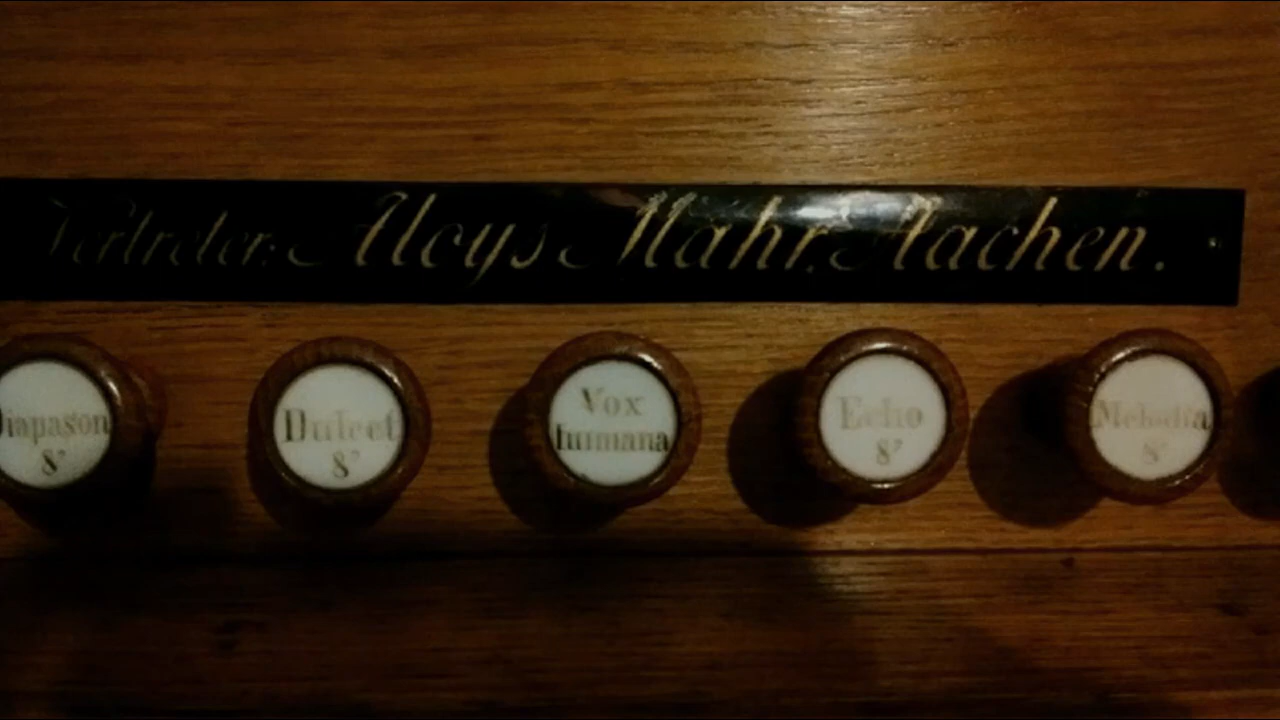 Vertreter: Aloys Mahr. Aachen.
Diapason
8'
Dulcet
8'
Vox
humana
Echo
8'
Melodia
8'